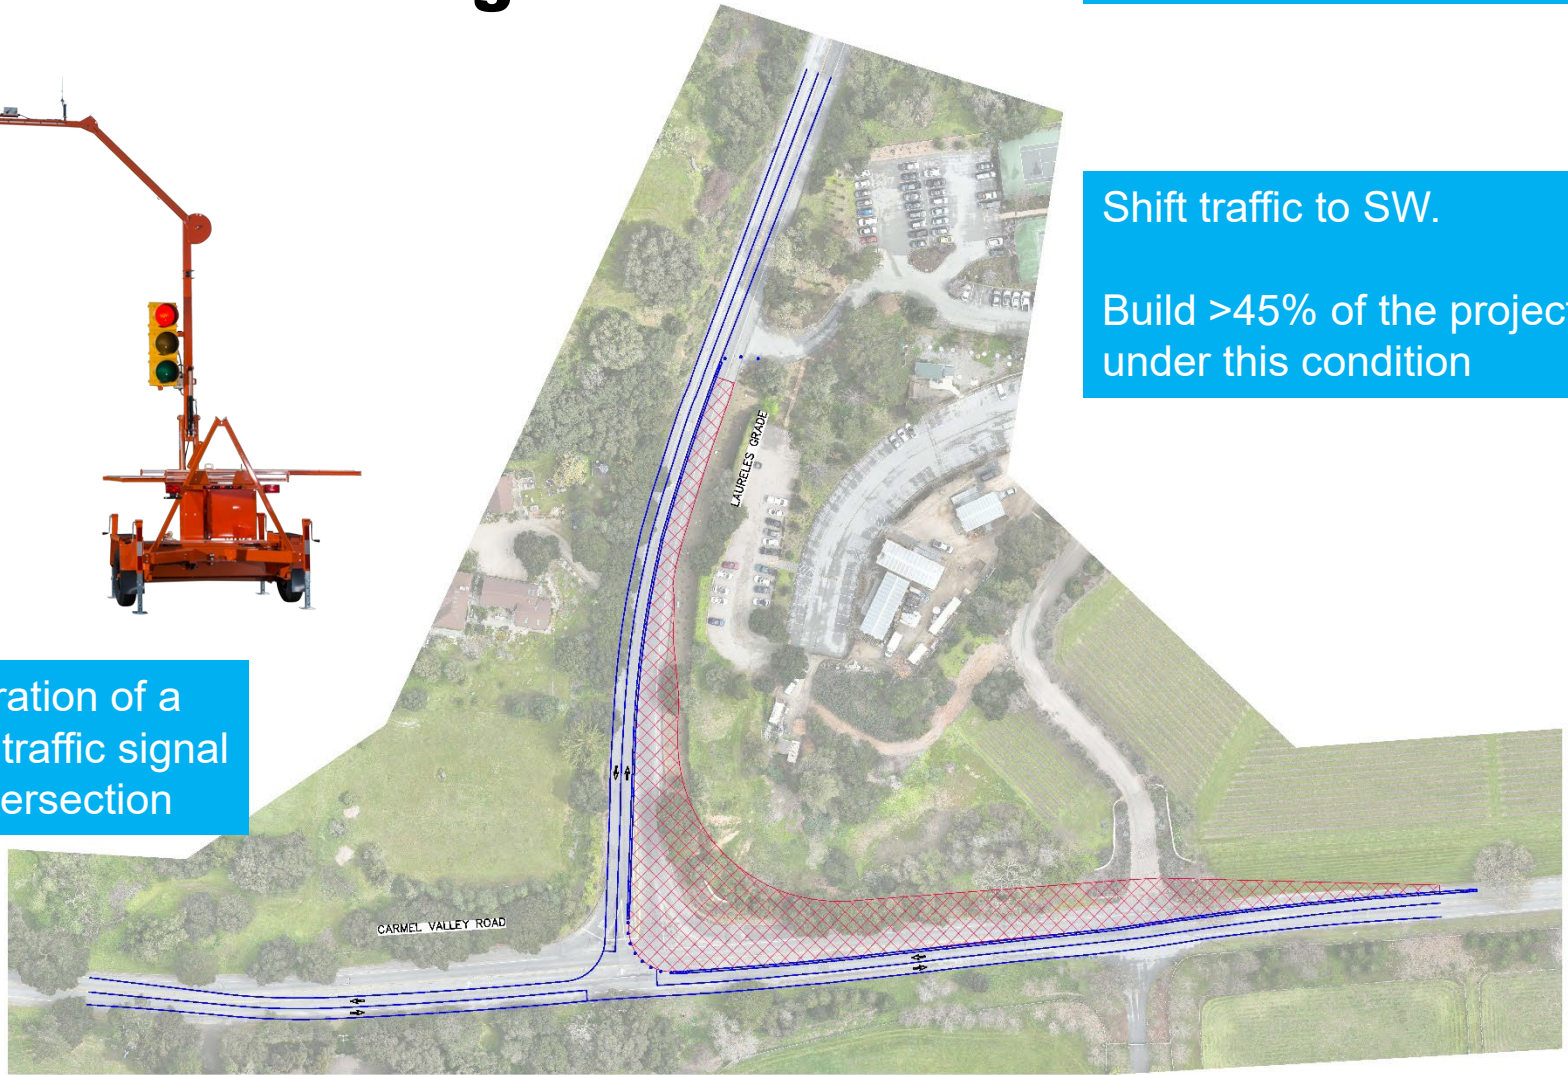 g
Shift traffic to SW.
Build >45% of the project
under this condition
LAURELES GRADE
ration of a
traffic signal
ersection
CARMEL VALLEY ROAD